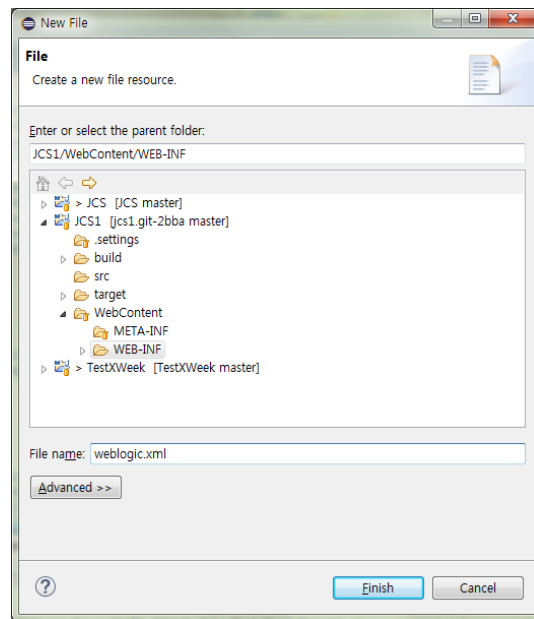 New File
File
Create a new file resource.
Enter or select the parent folder:
JCS1/WebContent/WEB-INF
> JCS [JCS master]
JCS1 [jcs1.git-2bba master]
.settings
build
src
target
WebContent
META-INF
WEB-INF
> TestXWeek [TestXWeek master]
File name: weblogic.xml
Advanced >>
?
Finish Cancel